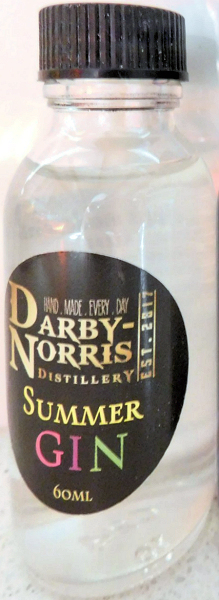 HAND . MADE . EVERY . DAY
DARBY-
NORRIS
DISTILLERY
EST. 2017
SUMMER
GIN
60ML